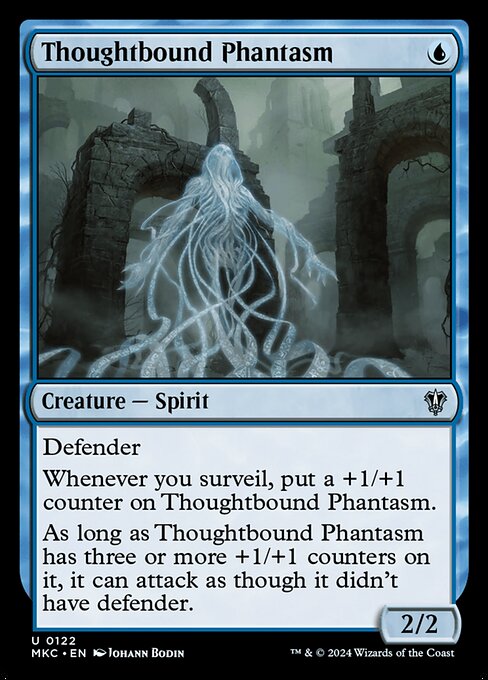 Thoughtbound Phantasm
Creature — Spirit
Defender
Whenever you surveil, put a +1/+1
counter on Thoughtbound Phantasm.
As long as Thoughtbound Phantasm
has three or more +1/+1 counters on
it, it can attack as though it didn't
have defender.
2/2
U 0122
MKC • EN Johann Bodin
™ & © 2024 Wizards of the Coast